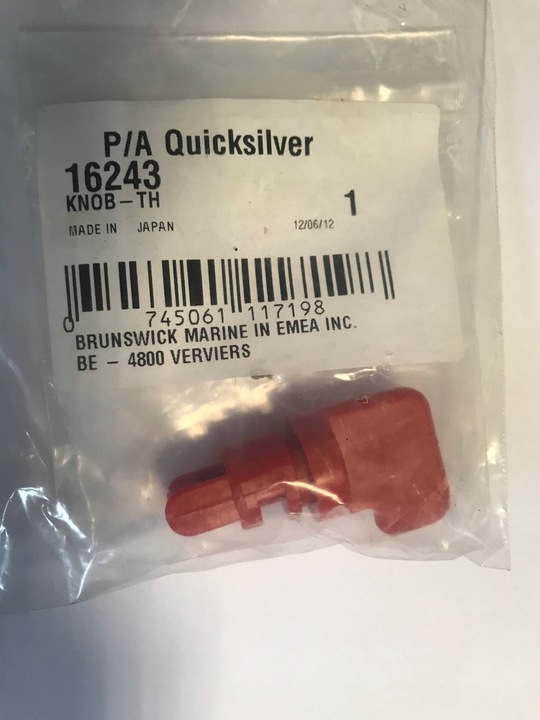 P/A Quicksilver
16243
KNOB-TH 1
MADE IN JAPAN 12/06/12
0 745061 117198
BRUNSWICK MARINE IN EMEA INC.
BE - 4800 VERVIERS